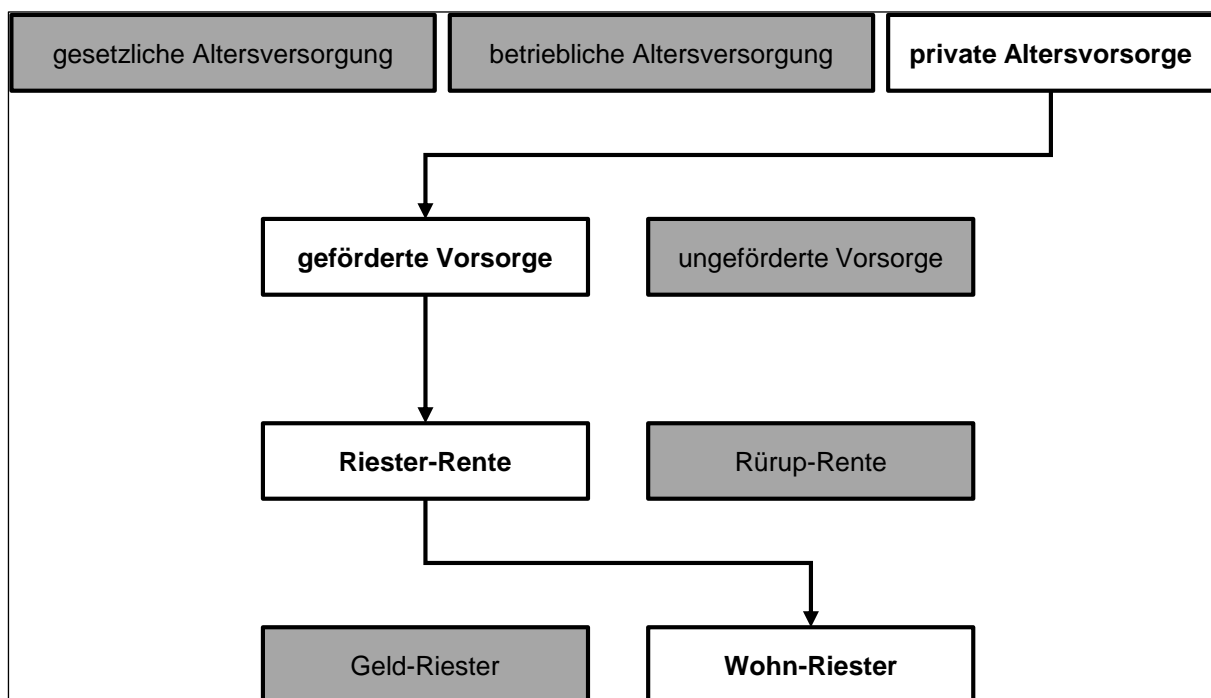 gesetzliche Altersversorgung
betriebliche Altersversorgung
private Altersvorsorge
geförderte Vorsorge
ungeförderte Vorsorge
Riester-Rente
Rürup-Rente
Geld-Riester
Wohn-Riester